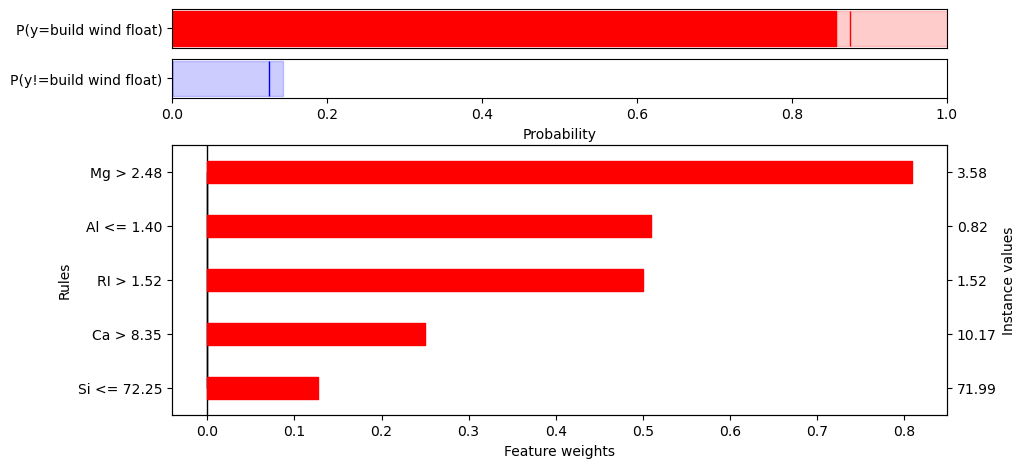 P(y=build wind float)
P(y!=build wind float)
0.0 0.2 0.4 0.6 0.8 1.0
Probability
Mg > 2.48 3.58
Al <= 1.40 0.82
RI > 1.52 1.52
Ca > 8.35 10.17
Si <= 72.25 71.99
Rules
Instance values
0.0 0.1 0.2 0.3 0.4 0.5 0.6 0.7 0.8
Feature weights